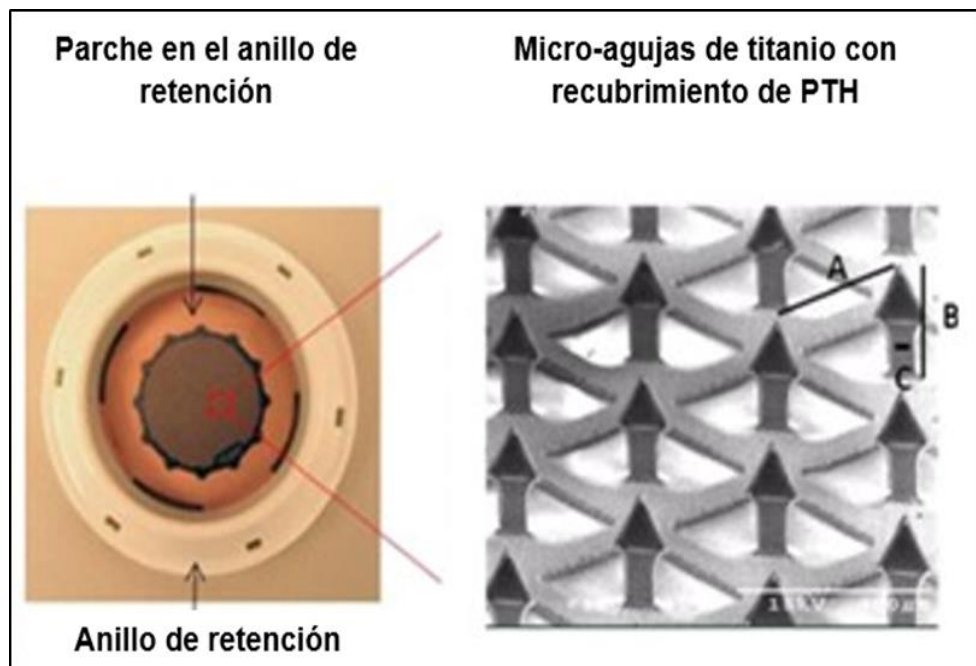 Parche en el anillo de
retención
Micro-agujas de titanio con
recubrimiento de PTH
A
B
C
Anillo de retención